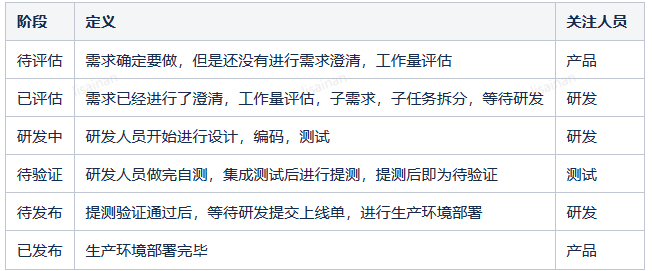 阶段 定义 关注人员
待评估 需求确定要做，但是还没有进行需求澄清，工作量评估 产品
已评估 需求已经进行了澄清，工作量评估，子需求，子任务拆分，等待研发 研发
研发中 研发人员开始进行设计，编码，测试 研发
待验证 研发人员做完自测，集成测试后进行提测，提测后即为待验证 测试
待发布 提测验证通过后，等待研发提交上线单，进行生产环境部署 研发
已发布 生产环境部署完毕 产品